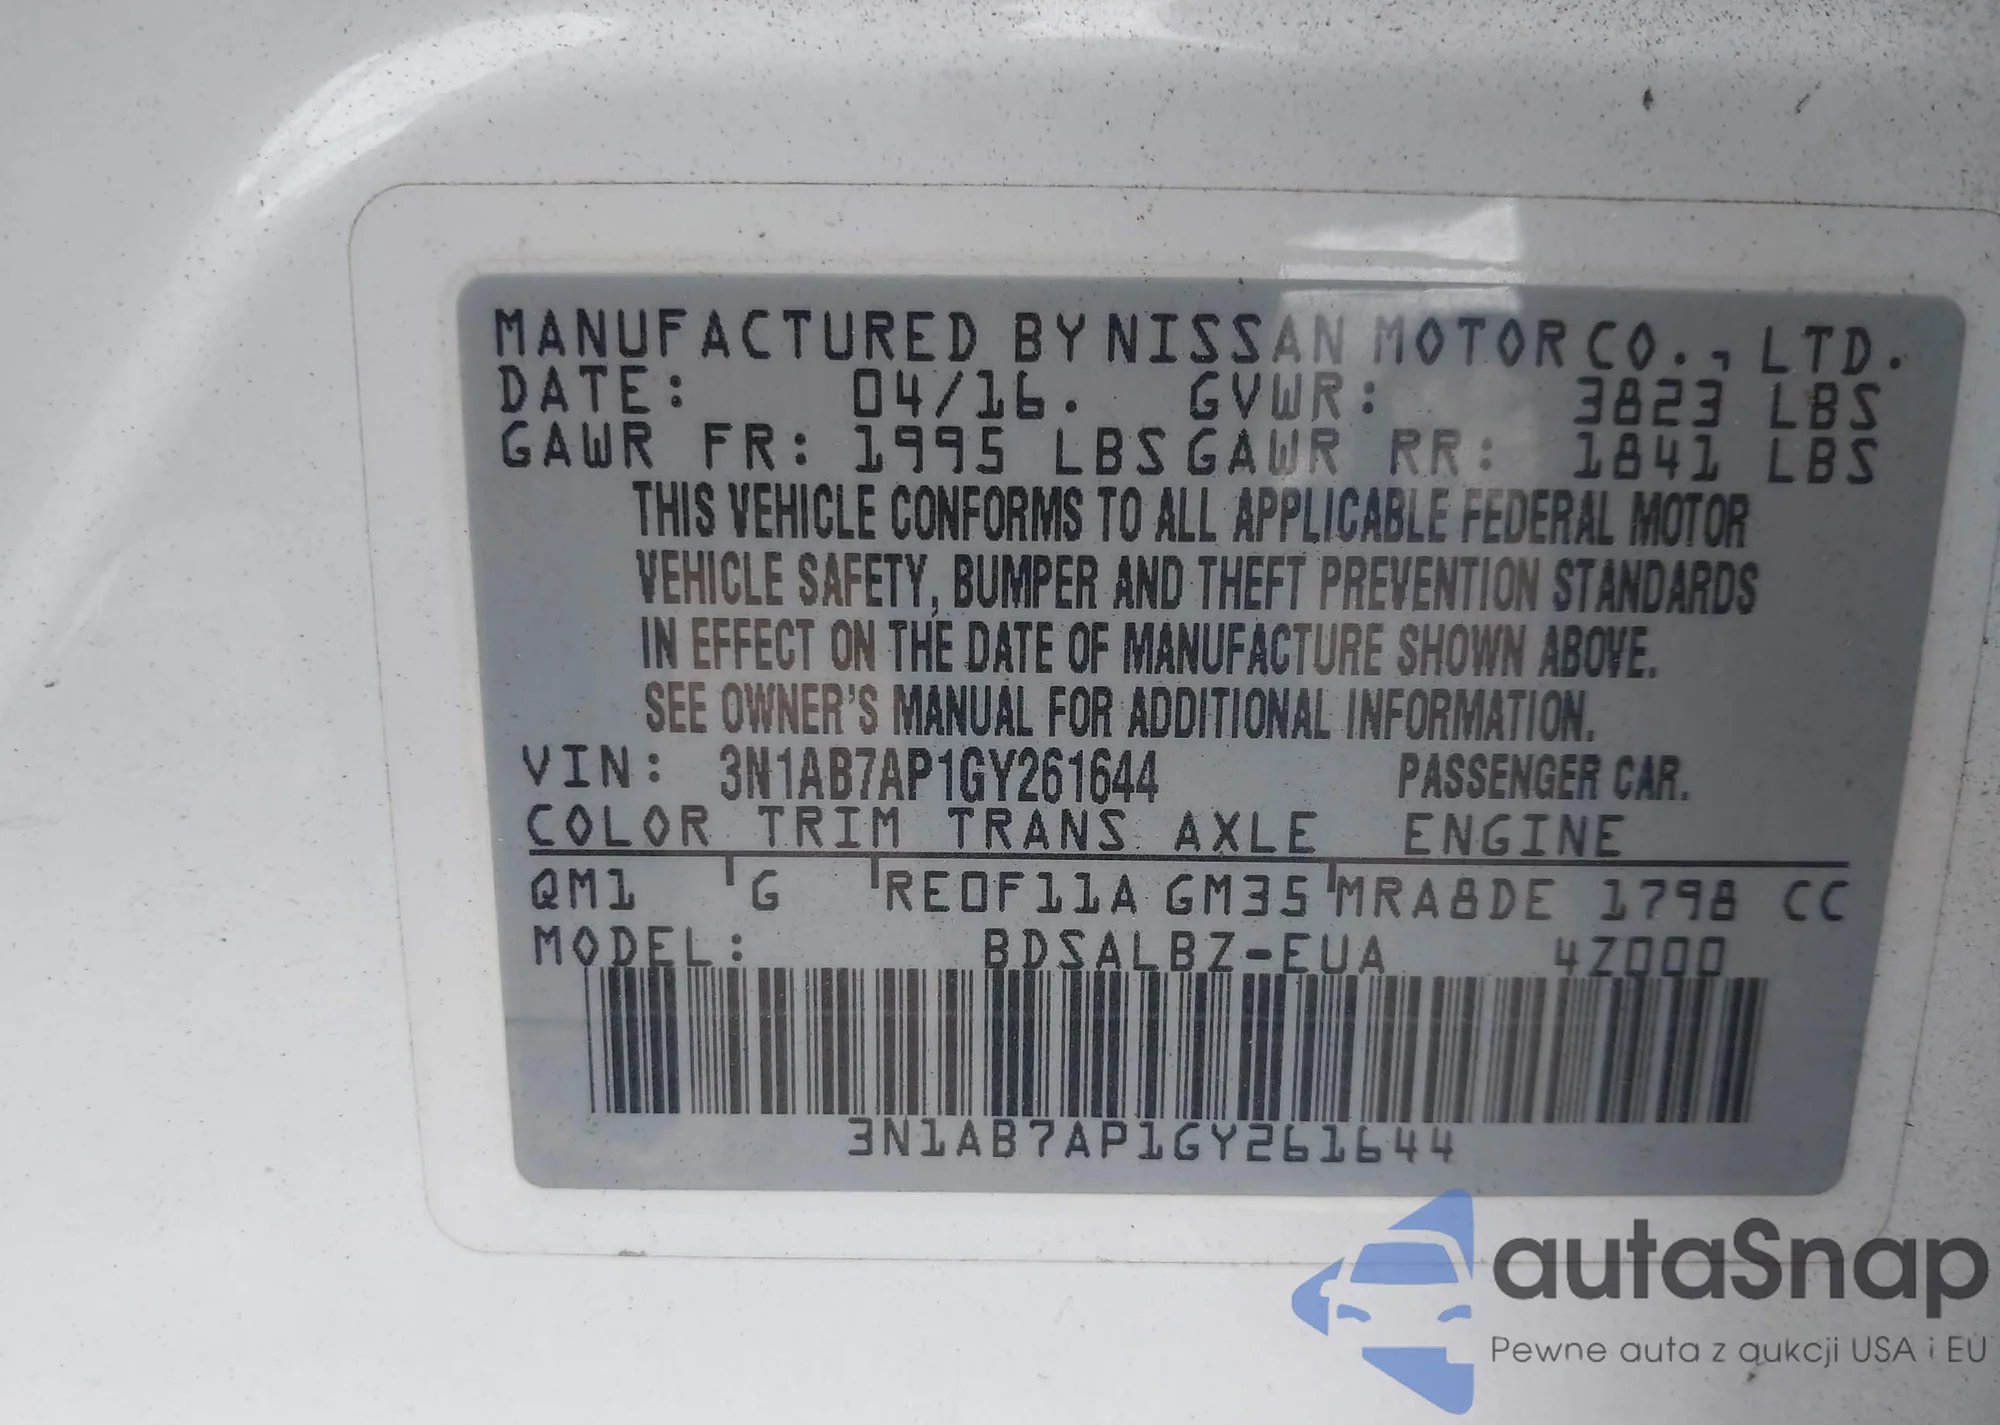 MANUFACTURED BY NISSAN MOTOR CO., LTD.
DATE: 04/16. GVWR: 3823 LBS
GAWR FR: 1995 LBS GAWR RR: 1841 LBS
THIS VEHICLE CONFORMS TO ALL APPLICABLE FEDERAL MOTOR
VEHICLE SAFETY, BUMPER AND THEFT PREVENTION STANDARDS
IN EFFECT ON THE DATE OF MANUFACTURE SHOWN ABOVE.
SEE OWNER'S MANUAL FOR ADDITIONAL INFORMATION.
VIN: 3N1AB7AP1GY261644 PASSENGER CAR.
COLOR TRIM TRANS. AXLE ENGINE
QM1 G RE0F11A GM35 MRA8DE 1798 CC
MODEL: BDSALBZ-EUA 4Z000
3N1AB7AP1GY261644
autaSnap
Pewne auta z aukcji USA i EU